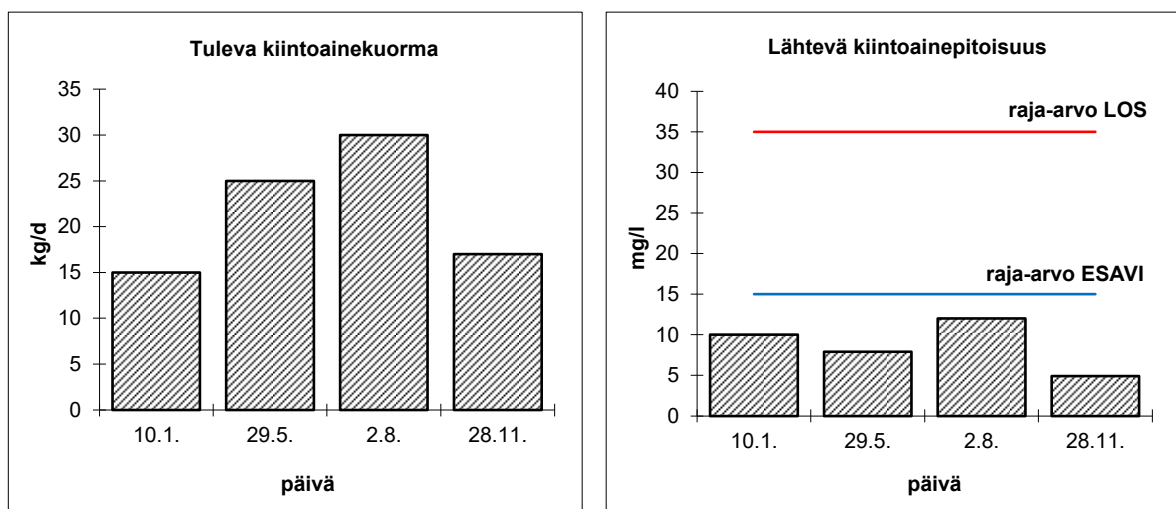 Tuleva kiintoainekuorma
35
30
25
20
15
10
5
0
kg/d
10.1. 29.5. 2.8. 28.11.
päivä
Lähtevä kiintoainepitoisuus
40
35
30
25
20
15
10
5
0
mg/l
raja-arvo LOS
raja-arvo ESAVI
10.1. 29.5. 2.8. 28.11.
päivä